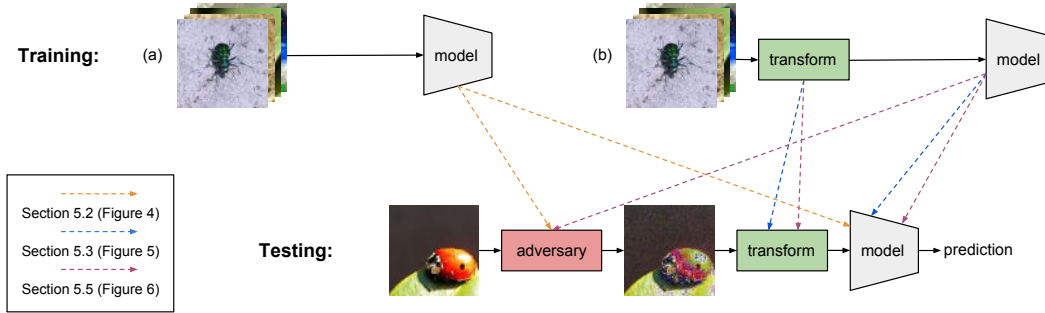 Training:
(a)
model
(b)
transform
model
Section 5.2 (Figure 4)
Section 5.3 (Figure 5)
Section 5.5 (Figure 6)
Testing:
adversary
transform
model
prediction